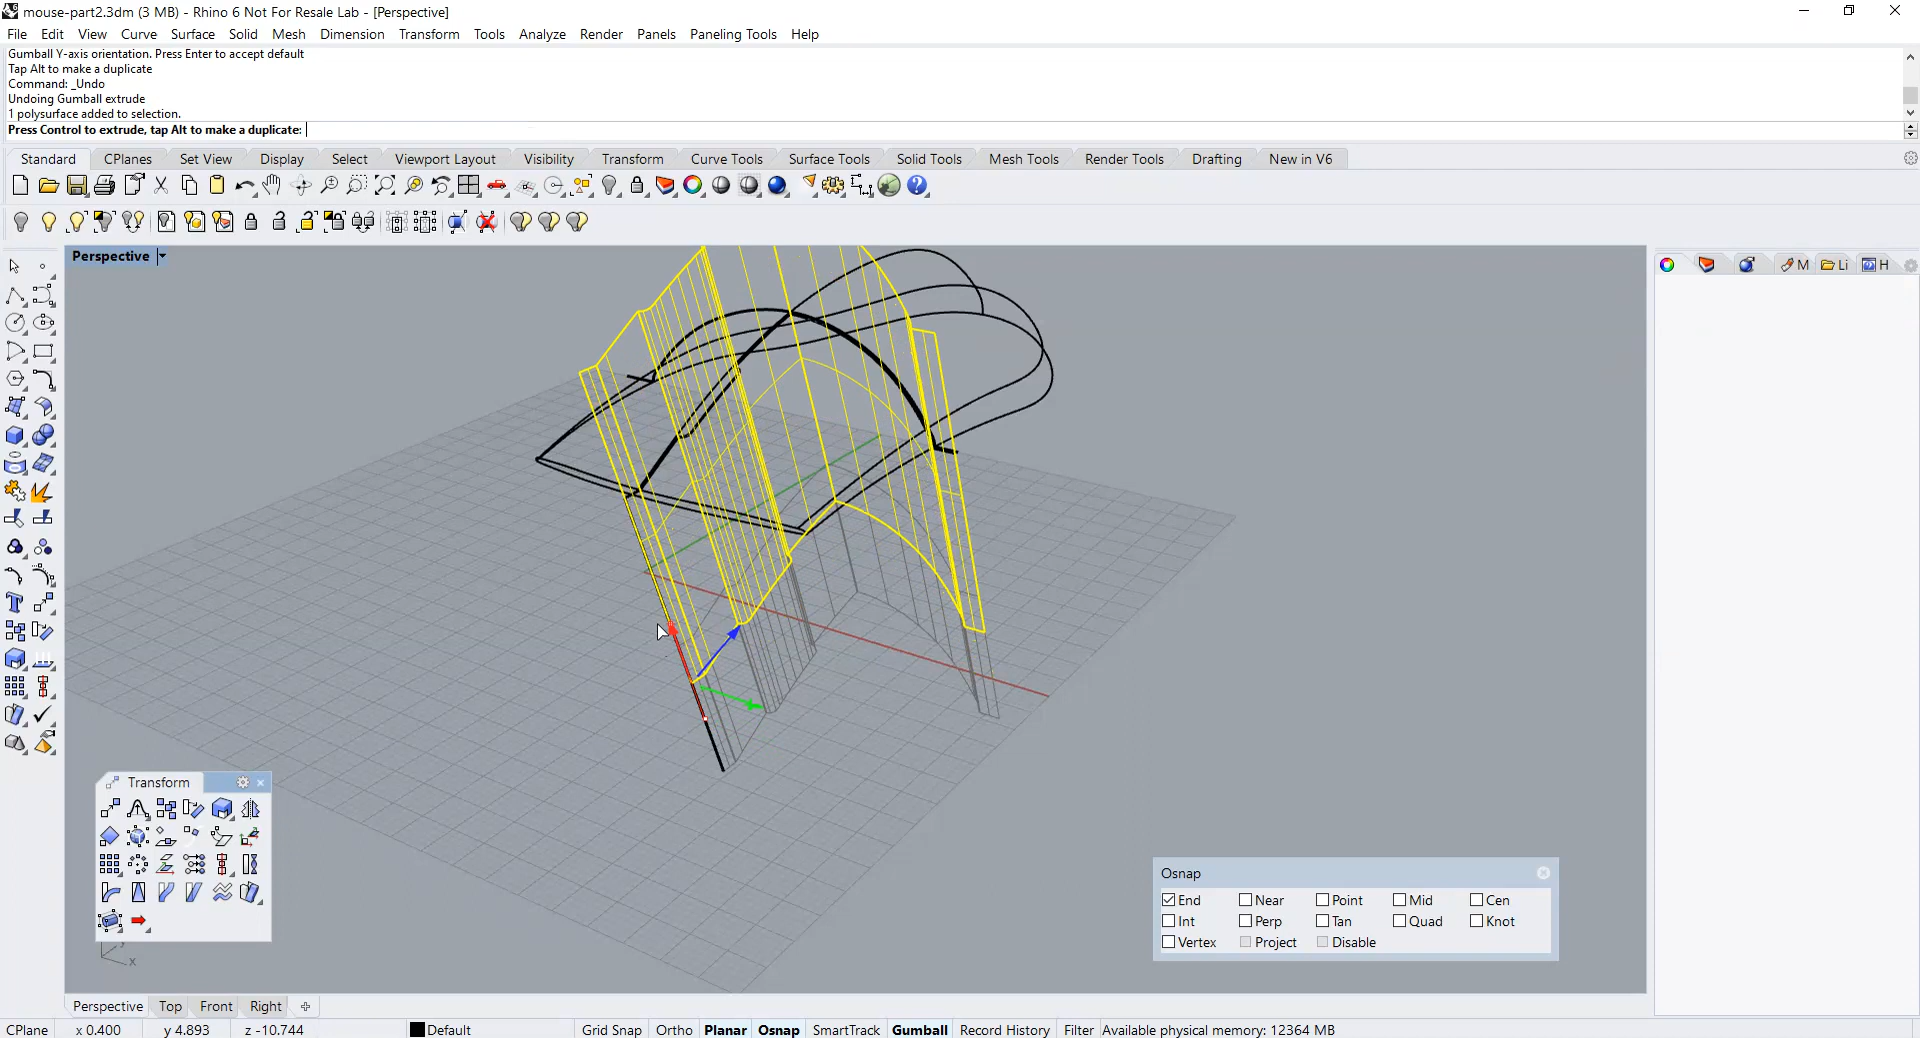 mouse-part2.3dm (3 MB) - Rhino 6 Not For Resale Lab - [Perspective]
File Edit View Curve Surface Solid Mesh Dimension Transform Tools Analyze Render Panels Paneling Tools Help
Gumball Y-axis orientation. Press Enter to accept default
Tap Alt to make a duplicate
Command: _Undo
Undoing Gumball extrude
1 polysurface added to selection.
Press Control to extrude, tap Alt to make a duplicate:
Standard CPlanes Set View Display Select Viewport Layout Visibility Transform Curve Tools Surface Tools Solid Tools Mesh Tools Render Tools Drafting New in V6
Perspective
M Li H
Transform
Osnap
End Near Point Mid Cen
Int Perp Tan Quad Knot
Vertex Project Disable
y
x
Perspective Top Front Right
CPlane x 0.400 y 4.893 z -10.744 Default Grid Snap Ortho Planar Osnap SmartTrack Gumball Record History Filter Available physical memory: 12364 MB